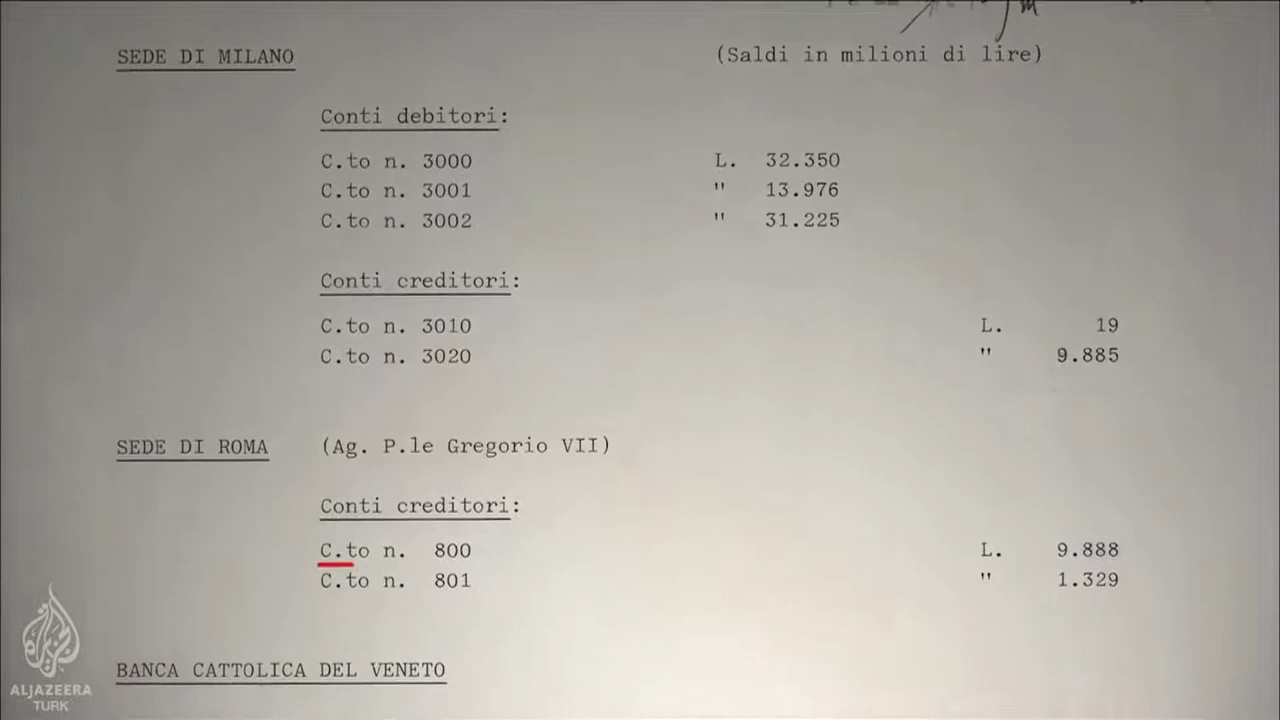 SEDE DI MILANO (Saldi in milioni di lire)
Conti debitori:
C.to n. 3000 L. 32.350
C.to n. 3001 " 13.976
C.to n. 3002 " 31.225
Conti creditori:
C.to n. 3010 L. 19
C.to n. 3020 " 9.885
SEDE DI ROMA (Ag. P.le Gregorio VII)
Conti creditori:
C.to n. 800 L. 9.888
C.to n. 801 " 1.329
BANCA CATTOLICA DEL VENETO
الجزيرة
ALJAZEERA
TURK